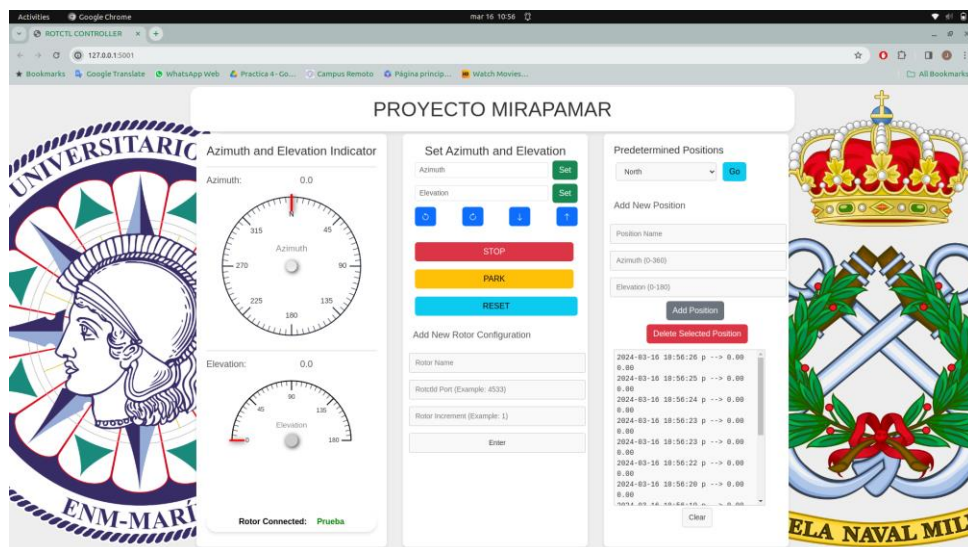 Activities Google Chrome mar 16 10:56
ROTCTL CONTROLLER
127.0.0.1:5001
Bookmarks Google Translate WhatsApp Web Practica 4 - Go... Campus Remoto Página princip... Watch Movies... All Bookmarks
PROYECTO MIRAPAMAR
UNIVERSITARIO
ENM-MARÍ
Azimuth and Elevation Indicator
Azimuth: 0.0
N
45
90
135
180
225
270
315
Azimuth
Elevation: 0.0
0
45
90
135
180
Elevation
Rotor Connected: Prueba
Set Azimuth and Elevation
Azimuth Set
Elevation Set
STOP
PARK
RESET
Add New Rotor Configuration
Rotor Name
Rotctld Port (Example: 4533)
Rotor Increment (Example: 1)
Enter
Predetermined Positions
North Go
Add New Position
Position Name
Azimuth (0-360)
Elevation (0-180)
Add Position
Delete Selected Position
2024-03-16 10:56:26 p --> 0.00
0.00
2024-03-16 10:56:25 p --> 0.00
0.00
2024-03-16 10:56:24 p --> 0.00
0.00
2024-03-16 10:56:23 p --> 0.00
0.00
2024-03-16 10:56:23 p --> 0.00
0.00
2024-03-16 10:56:22 p --> 0.00
0.00
2024-03-16 10:56:20 p --> 0.00
0.00
2024-03-16 10:56:19 p --> 0.00
Clear
ELA NAVAL MIL